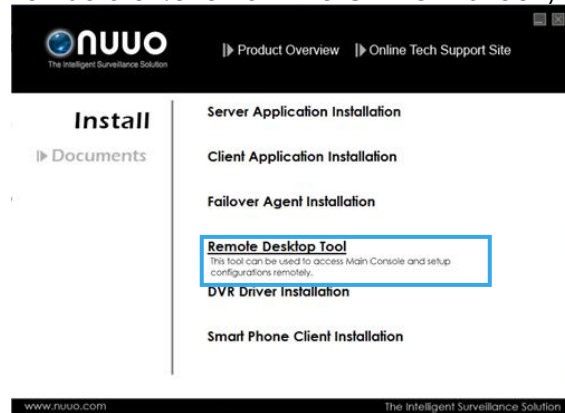 nuuo
The Intelligent Surveillance Solution
Product Overview
Online Tech Support Site
Install
Documents
Server Application Installation
Client Application Installation
Failover Agent Installation
Remote Desktop Tool
This tool can be used to access Main Console and setup
configurations remotely.
DVR Driver Installation
Smart Phone Client Installation
www.nuuo.com
The Intelligent Surveillance Solution